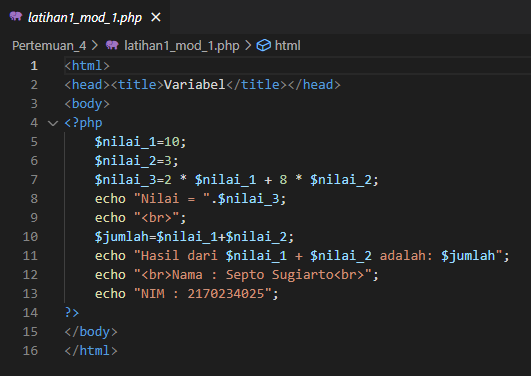 latihan1_mod_1.php ×
Pertemuan_4 > latihan1_mod_1.php > html
1 <html>
2 <head><title>Variabel</title></head>
3 <body>
4 <?php
5 $nilai_1=10;
6 $nilai_2=3;
7 $nilai_3=2 * $nilai_1 + 8 * $nilai_2;
8 echo "Nilai = ".$nilai_3;
9 echo "<br>";
10 $jumlah=$nilai_1+$nilai_2;
11 echo "Hasil dari $nilai_1 + $nilai_2 adalah: $jumlah";
12 echo "<br>Nama : Septo Sugiarto<br>";
13 echo "NIM : 2170234025";
14 ?>
15 </body>
16 </html>